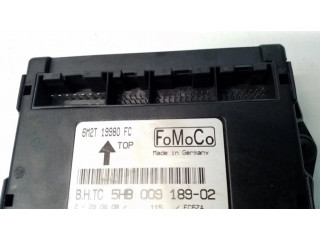 6M2T 19980 FC
FoMoCo
TOP
Made in Germany
B.H.TC 5HB 009 189-02